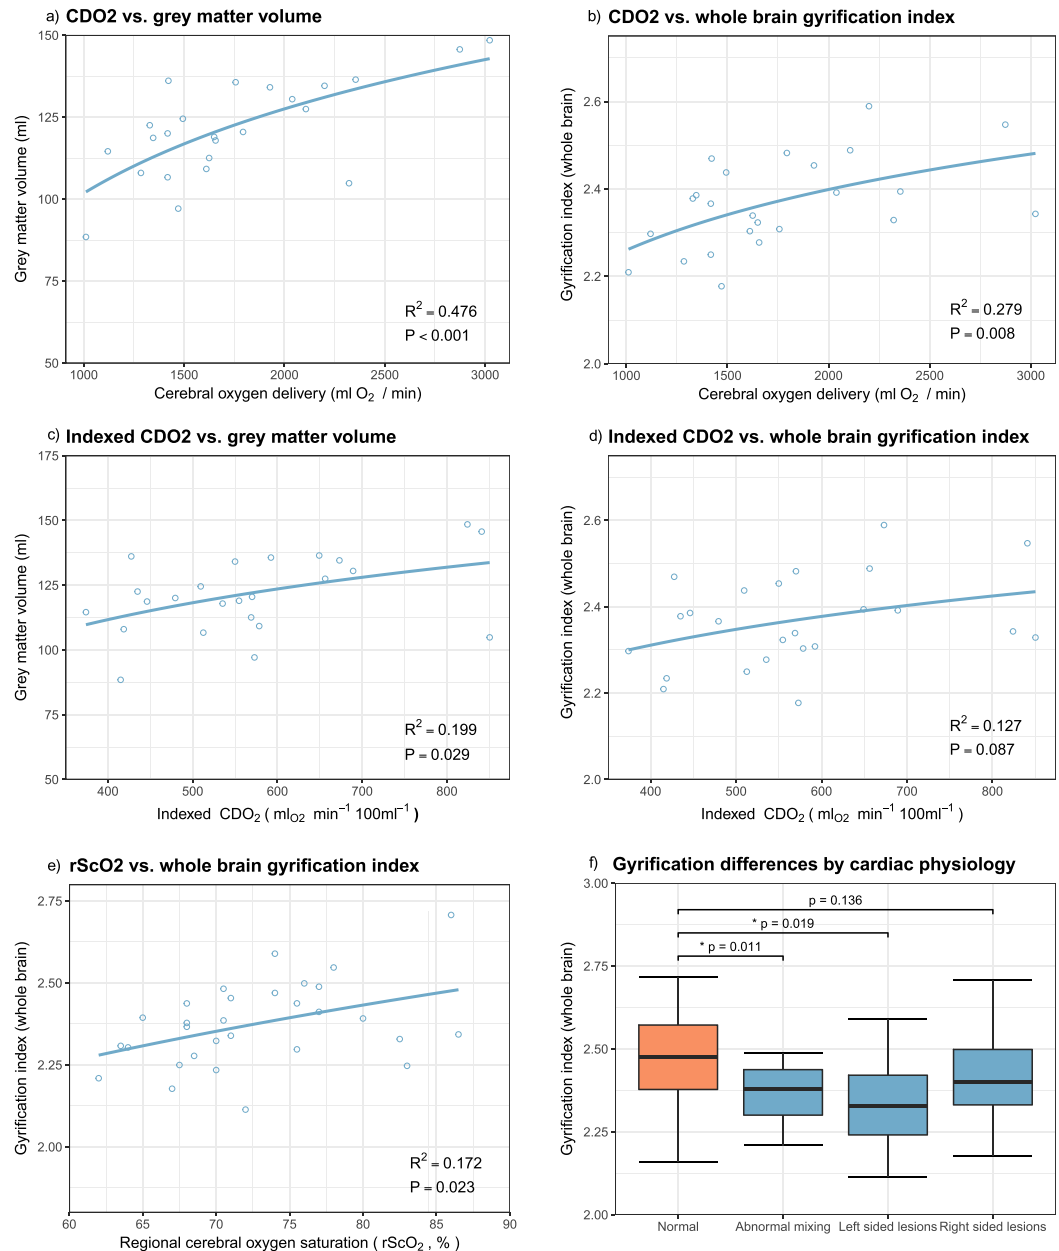 a) CDO2 vs. grey matter volume
150
125
100
75
50
Grey matter volume (ml)
R² = 0.476
P < 0.001
1000 1500 2000 2500 3000
Cerebral oxygen delivery (ml O₂ / min)
b) CDO2 vs. whole brain gyrification index
2.6
2.4
2.2
2.0
Gyrification index (whole brain)
R² = 0.279
P = 0.008
1000 1500 2000 2500 3000
Cerebral oxygen delivery (ml O₂ / min)
c) Indexed CDO2 vs. grey matter volume
175
150
125
100
75
50
Grey matter volume (ml)
R² = 0.199
P = 0.029
400 500 600 700 800
Indexed CDO₂ ( ml_O2 min⁻¹ 100ml⁻¹ )
d) Indexed CDO2 vs. whole brain gyrification index
2.6
2.4
2.2
2.0
Gyrification index (whole brain)
R² = 0.127
P = 0.087
400 500 600 700 800
Indexed CDO₂ ( ml_O2 min⁻¹ 100ml⁻¹ )
e) rScO2 vs. whole brain gyrification index
2.75
2.50
2.25
2.00
Gyrification index (whole brain)
R² = 0.172
P = 0.023
60 65 70 75 80 85 90
Regional cerebral oxygen saturation ( rScO₂ , % )
f) Gyrification differences by cardiac physiology
3.00
2.75
2.50
2.25
2.00
Gyrification index (whole brain)
p = 0.136
* p = 0.019
* p = 0.011
Normal Abnormal mixing Left sided lesions Right sided lesions